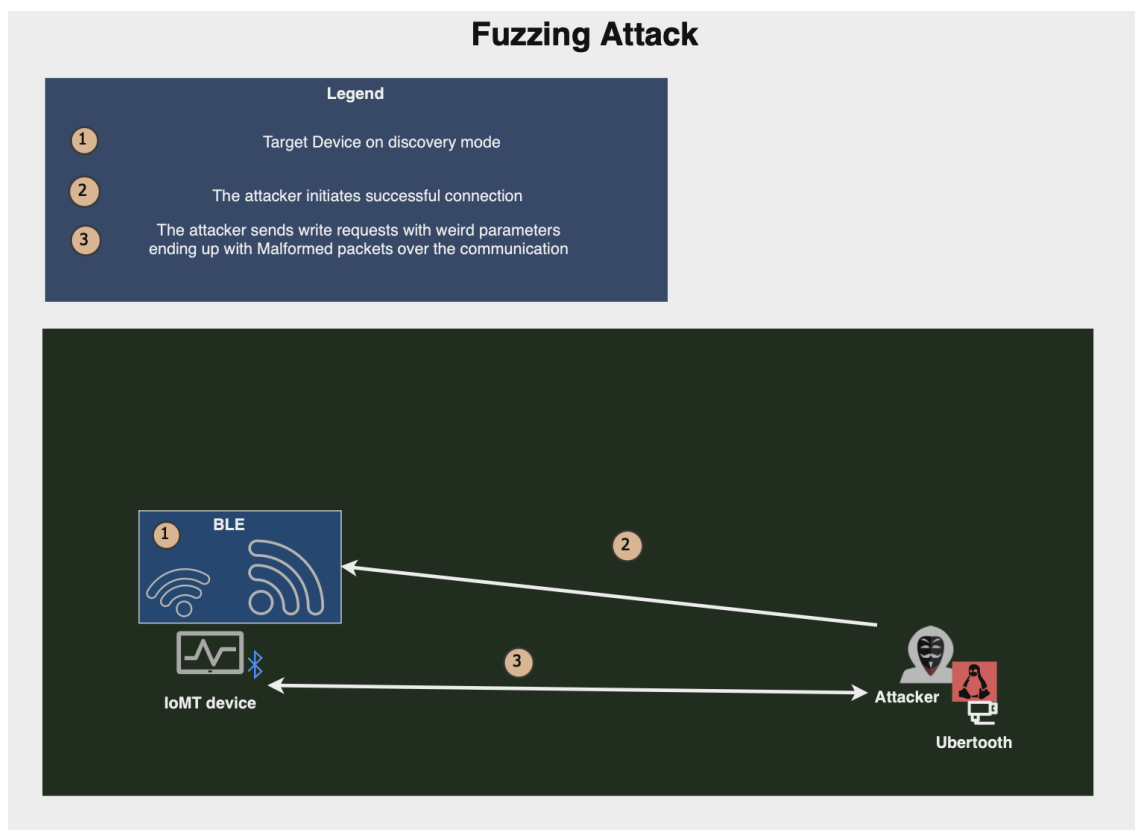 Fuzzing Attack
Legend
1
Target Device on discovery mode
2
The attacker initiates successful connection
3
The attacker sends write requests with weird parameters
ending up with Malformed packets over the communication
1
BLE
2
3
IoMT device
Attacker
Ubertooth